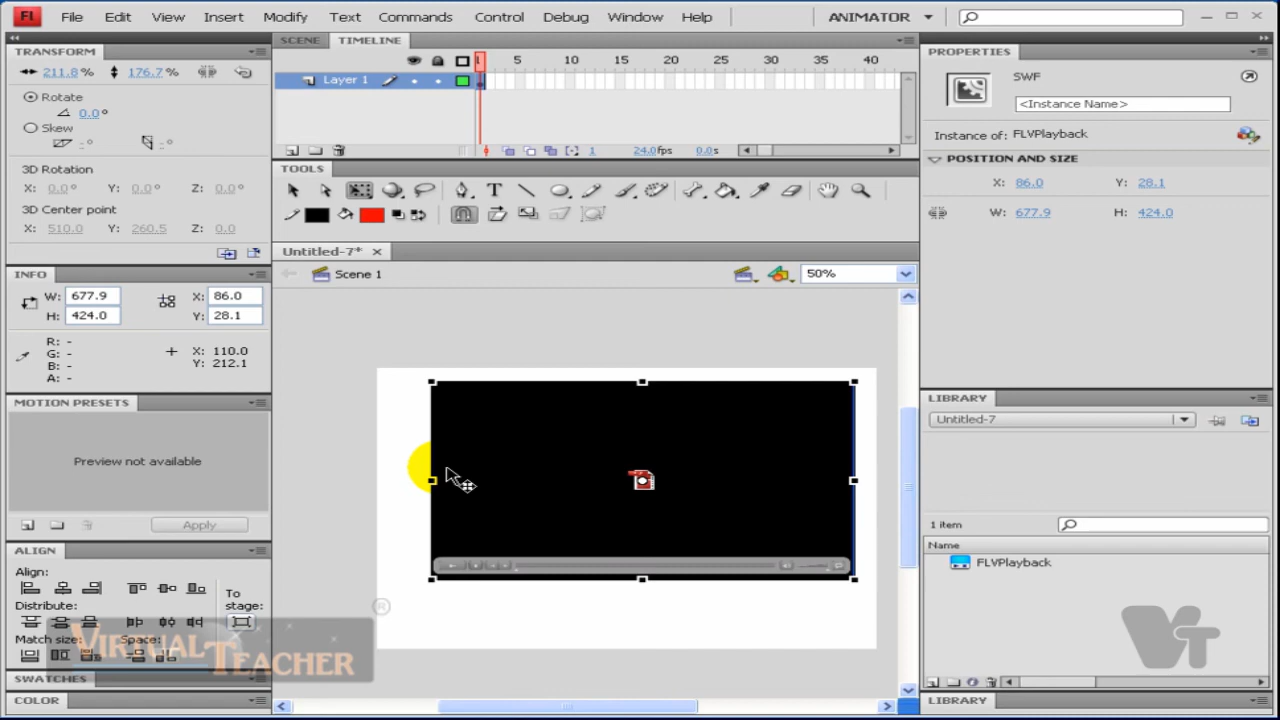 Fl File Edit View Insert Modify Text Commands Control Debug Window Help ANIMATOR
TRANSFORM
211.8 % 176.7 %
Rotate
0.0°
Skew
- ° - °
3D Rotation
X: 0.0° Y: 0.0° Z: 0.0°
3D Center point
X: 510.0 Y: 260.5 Z: 0.0
INFO
W: 677.9 X: 86.0
H: 424.0 Y: 28.1
R: -
G: -
B: -
A: -
X: 110.0
Y: 212.1
MOTION PRESETS
Preview not available
Apply
ALIGN
Align:
To
stage:
Distribute:
Match size: Space:
SWATCHES
COLOR
SCENE TIMELINE
1 5 10 15 20 25 30 35 40
Layer 1
1 24.0fps 0.0s
TOOLS
T
Untitled-7* ×
Scene 1 50%
PROPERTIES
SWF
<Instance Name>
Instance of: FLVPlayback
POSITION AND SIZE
X: 86.0 Y: 28.1
W: 677.9 H: 424.0
LIBRARY
Untitled-7
1 item
Name
FLVPlayback
LIBRARY
VIRTUAL TEACHER ®
VT